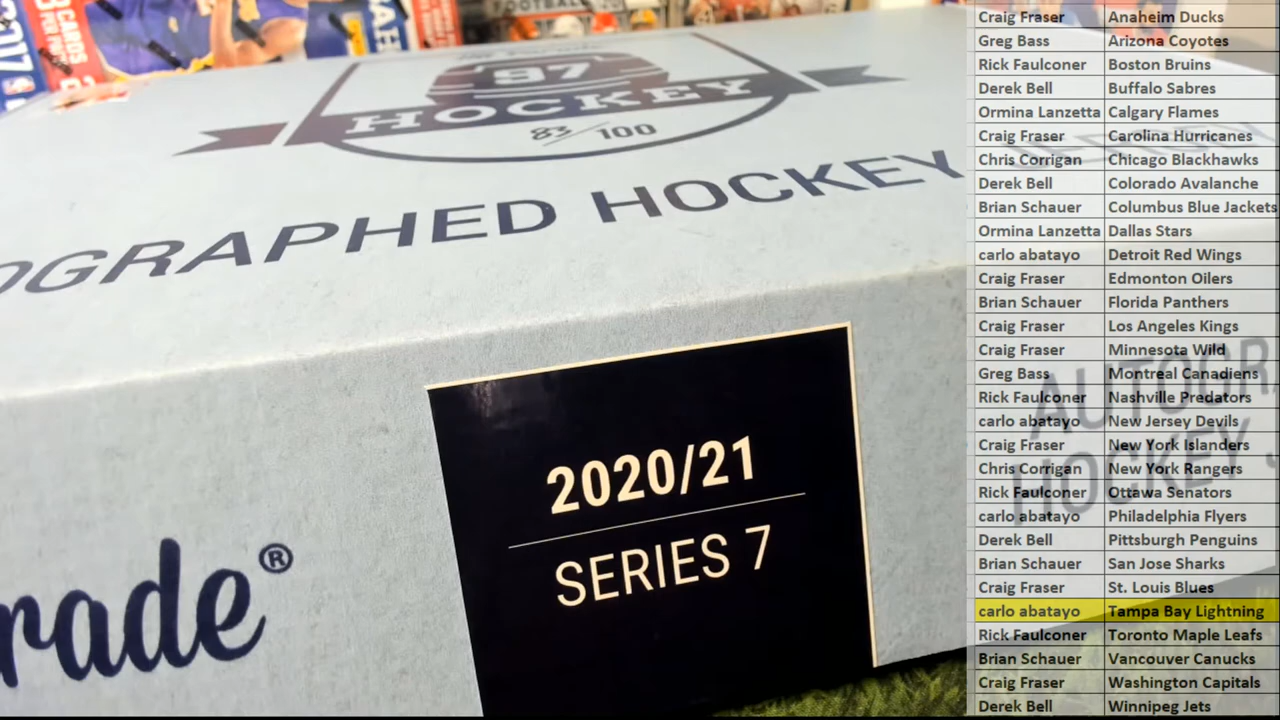 CARDS
FOOTBALL
97
HOCKEY
83/100
OGRAPHED HOCKEY
rade®
2020/21
SERIES 7
AUTOGRA
HOCKEY J
Craig Fraser Anaheim Ducks
Greg Bass Arizona Coyotes
Rick Faulconer Boston Bruins
Derek Bell Buffalo Sabres
Ormina Lanzetta Calgary Flames
Craig Fraser Carolina Hurricanes
Chris Corrigan Chicago Blackhawks
Derek Bell Colorado Avalanche
Brian Schauer Columbus Blue Jackets
Ormina Lanzetta Dallas Stars
carlo abatayo Detroit Red Wings
Craig Fraser Edmonton Oilers
Brian Schauer Florida Panthers
Craig Fraser Los Angeles Kings
Craig Fraser Minnesota Wild
Greg Bass Montreal Canadiens
Rick Faulconer Nashville Predators
carlo abatayo New Jersey Devils
Craig Fraser New York Islanders
Chris Corrigan New York Rangers
Rick Faulconer Ottawa Senators
carlo abatayo Philadelphia Flyers
Derek Bell Pittsburgh Penguins
Brian Schauer San Jose Sharks
Craig Fraser St. Louis Blues
carlo abatayo Tampa Bay Lightning
Rick Faulconer Toronto Maple Leafs
Brian Schauer Vancouver Canucks
Craig Fraser Washington Capitals
Derek Bell Winnipeg Jets